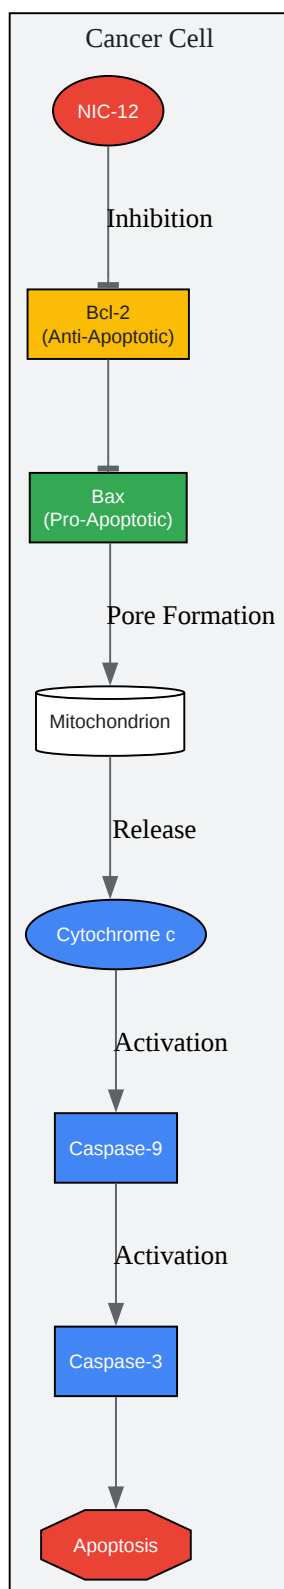 Cancer Cell
NIC-12
Inhibition
Bcl-2
(Anti-Apoptotic)
Bax
(Pro-Apoptotic)
Pore Formation
Mitochondrion
Release
Cytochrome c
Activation
Caspase-9
Activation
Caspase-3
Apoptosis